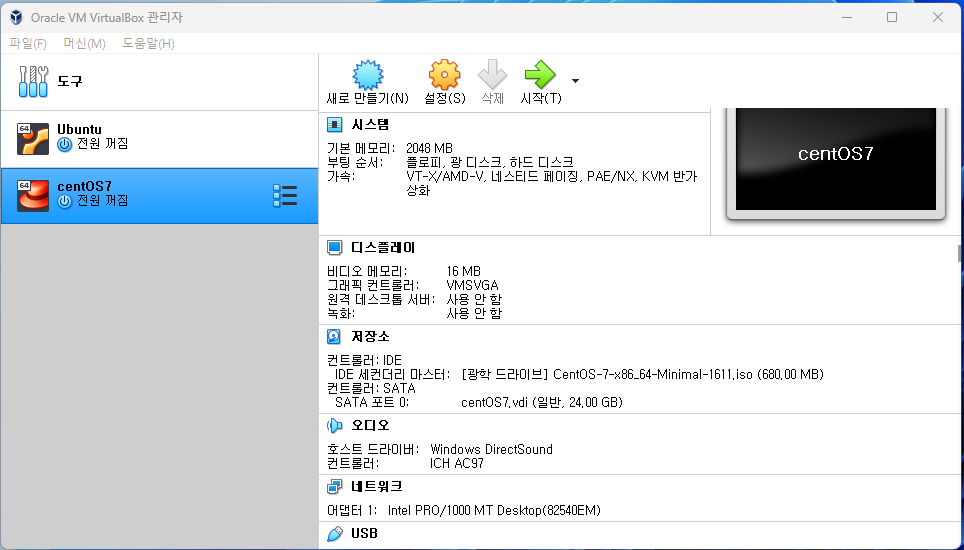 Oracle VM VirtualBox 관리자
파일(F) 머신(M) 도움말(H)
도구
64
Ubuntu
전원 꺼짐
64
centOS7
전원 꺼짐
새로 만들기(N) 설정(S) 삭제 시작(T)
시스템
기본 메모리: 2048 MB
부팅 순서: 플로피, 광 디스크, 하드 디스크
가속: VT-X/AMD-V, 네스티드 페이징, PAE/NX, KVM 반가
상화
centOS7
디스플레이
비디오 메모리: 16 MB
그래픽 컨트롤러: VMSVGA
원격 데스크톱 서버: 사용 안 함
녹화: 사용 안 함
저장소
컨트롤러: IDE
IDE 세컨더리 마스터: [광학 드라이브] CentOS-7-x86_64-Minimal-1611.iso (680.00 MB)
컨트롤러: SATA
SATA 포트 0: centOS7.vdi (일반, 24.00 GB)
오디오
호스트 드라이버: Windows DirectSound
컨트롤러: ICH AC97
네트워크
어댑터 1: Intel PRO/1000 MT Desktop(82540EM)
USB